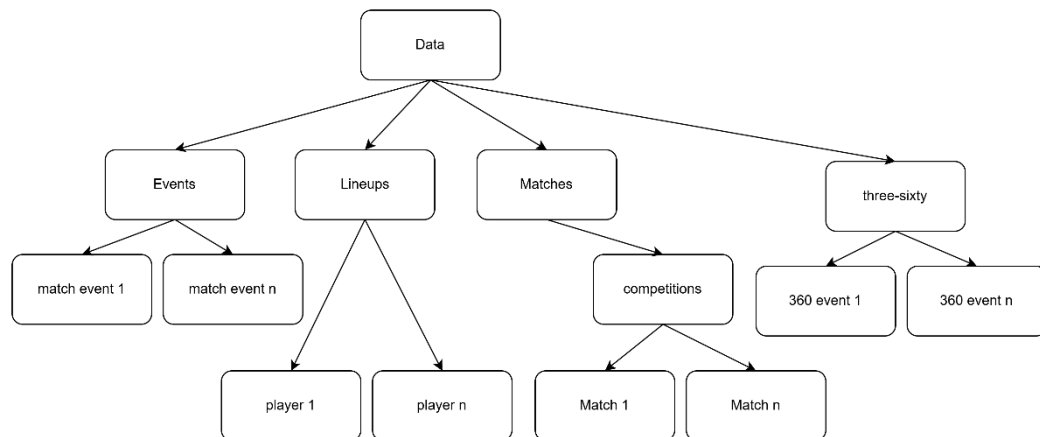 Data
Events
Lineups
Matches
three-sixty
match event 1
match event n
competitions
360 event 1
360 event n
player 1
player n
Match 1
Match n